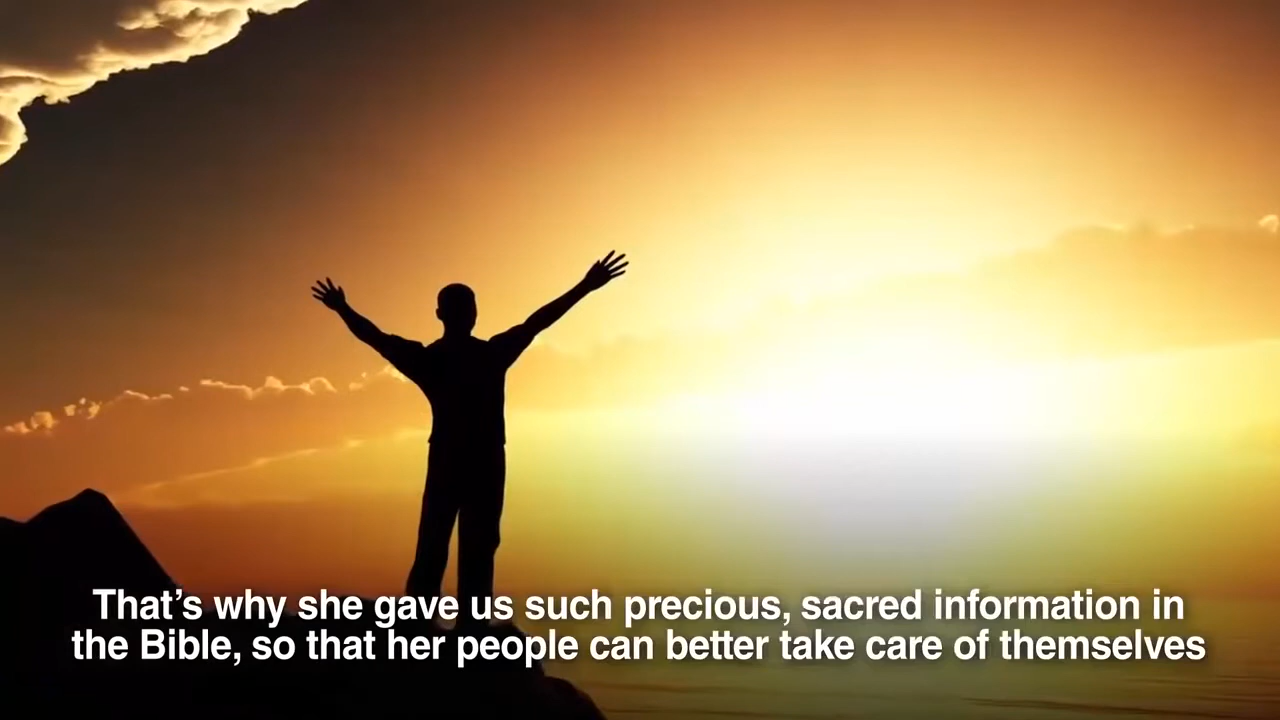 That’s why she gave us such precious, sacred information in
the Bible, so that her people can better take care of themselves